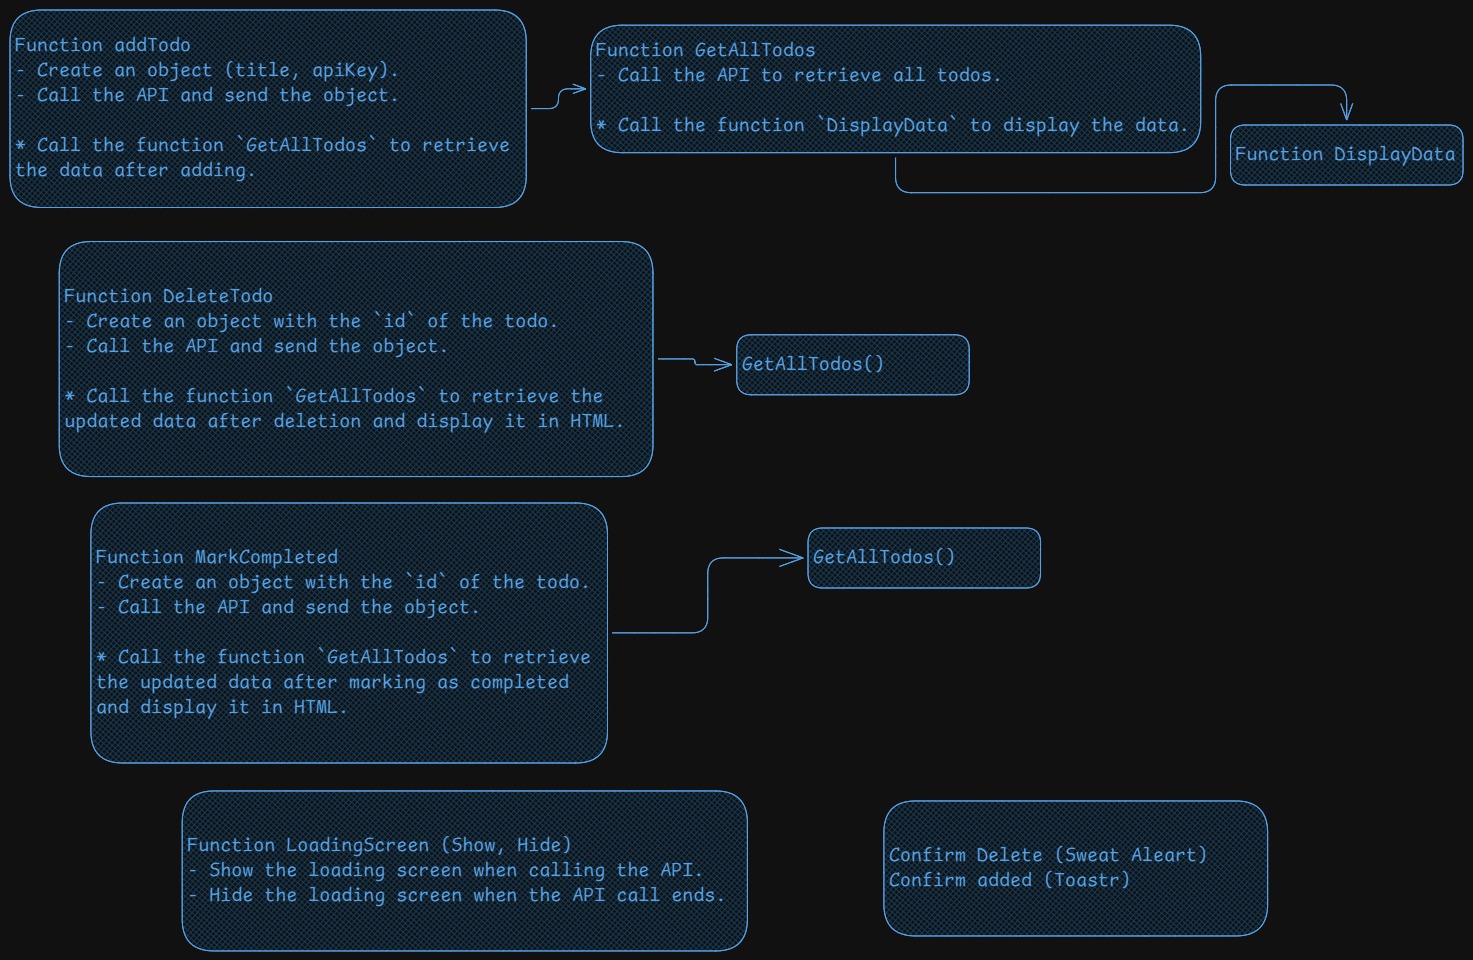 Function addTodo
- Create an object (title, apiKey).
- Call the API and send the object.
* Call the function `GetAllTodos` to retrieve
the data after adding.
Function GetAllTodos
- Call the API to retrieve all todos.
* Call the function `DisplayData` to display the data.
Function DisplayData
Function DeleteTodo
- Create an object with the `id` of the todo.
- Call the API and send the object.
* Call the function `GetAllTodos` to retrieve the
updated data after deletion and display it in HTML.
GetAllTodos()
Function MarkCompleted
- Create an object with the `id` of the todo.
- Call the API and send the object.
* Call the function `GetAllTodos` to retrieve
the updated data after marking as completed
and display it in HTML.
GetAllTodos()
Function LoadingScreen (Show, Hide)
- Show the loading screen when calling the API.
- Hide the loading screen when the API call ends.
Confirm Delete (Sweat Aleart)
Confirm added (Toastr)